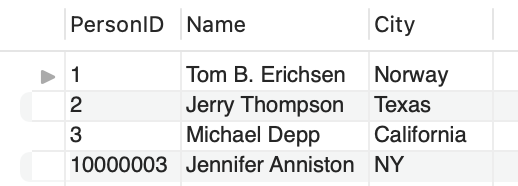 PersonID Name City
1 Tom B. Erichsen Norway
2 Jerry Thompson Texas
3 Michael Depp California
10000003 Jennifer Anniston NY